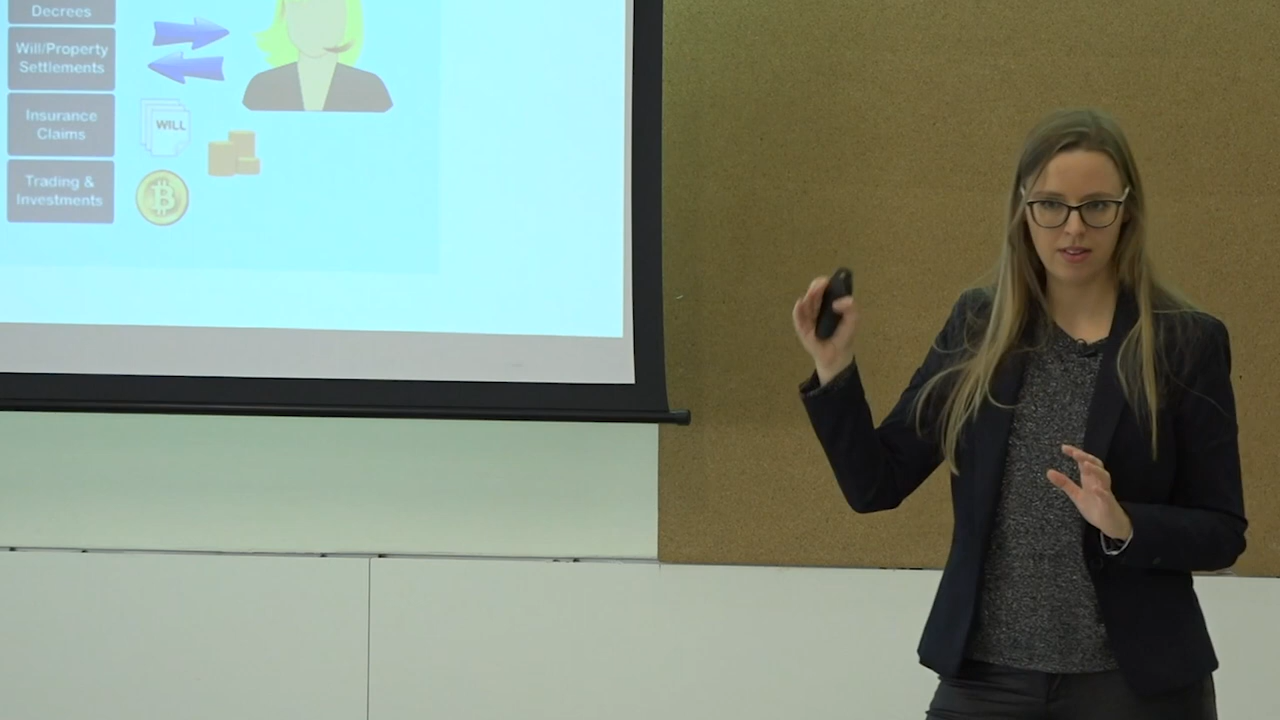 Decrees
Will/Property
Settlements
Insurance
Claims
WILL
Trading &
Investments